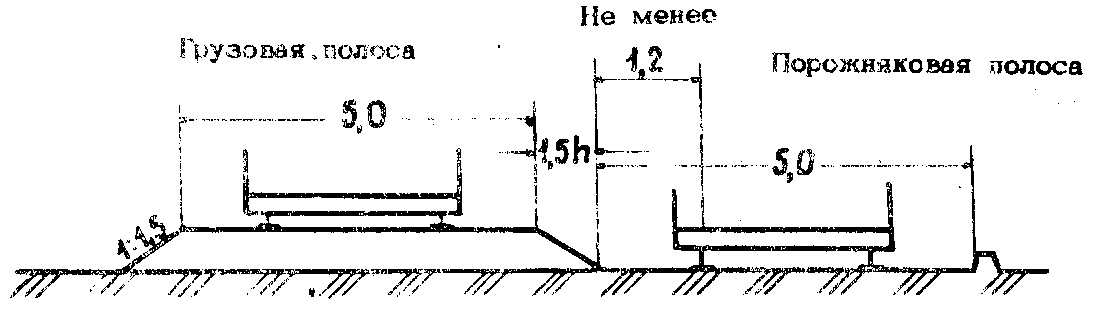 Не менее
Грузовая полоса
1,2
Порожняковая полоса
5,0
1,5h
5,0
1:1,5